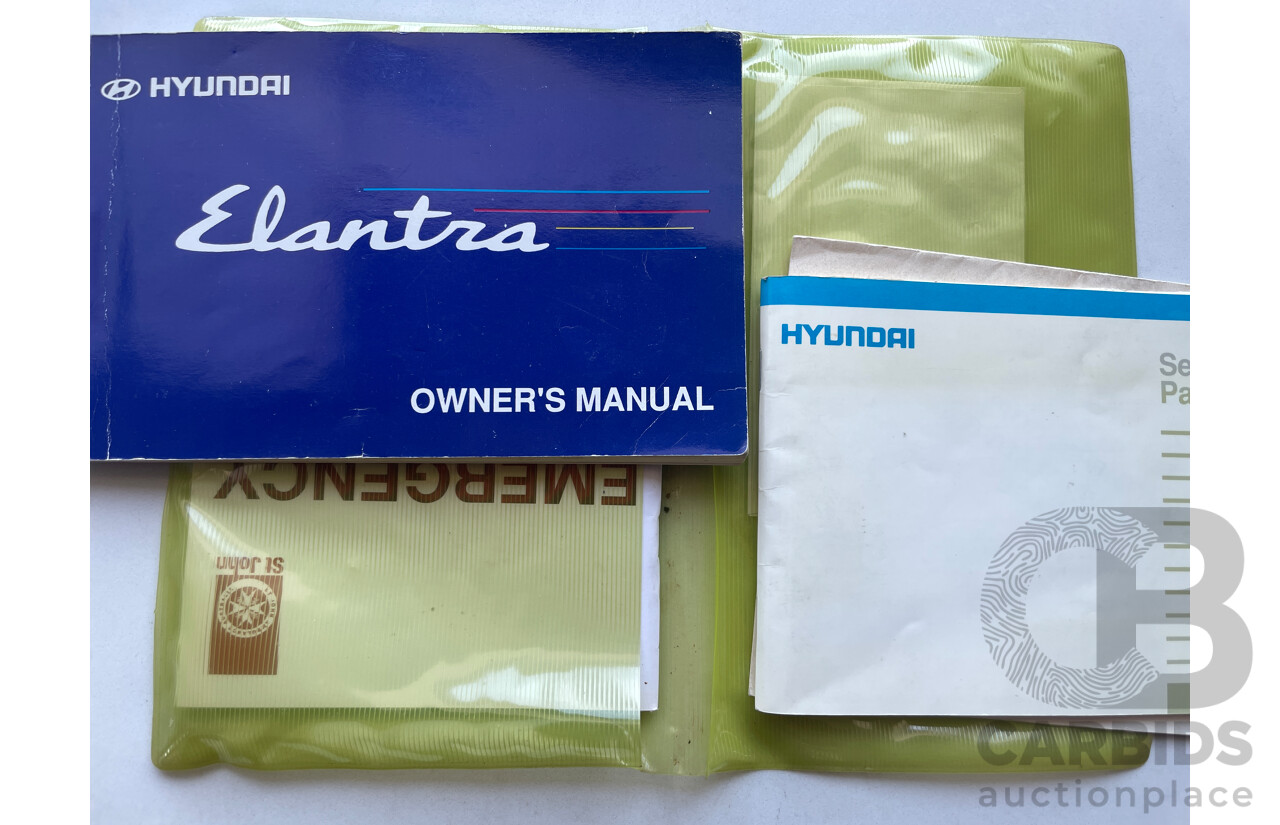 HYUNDAI
Elantra
OWNER'S MANUAL
HYUNDAI
Se
Pa
EMERGENCY
St John
CARBIDS
auctionplace